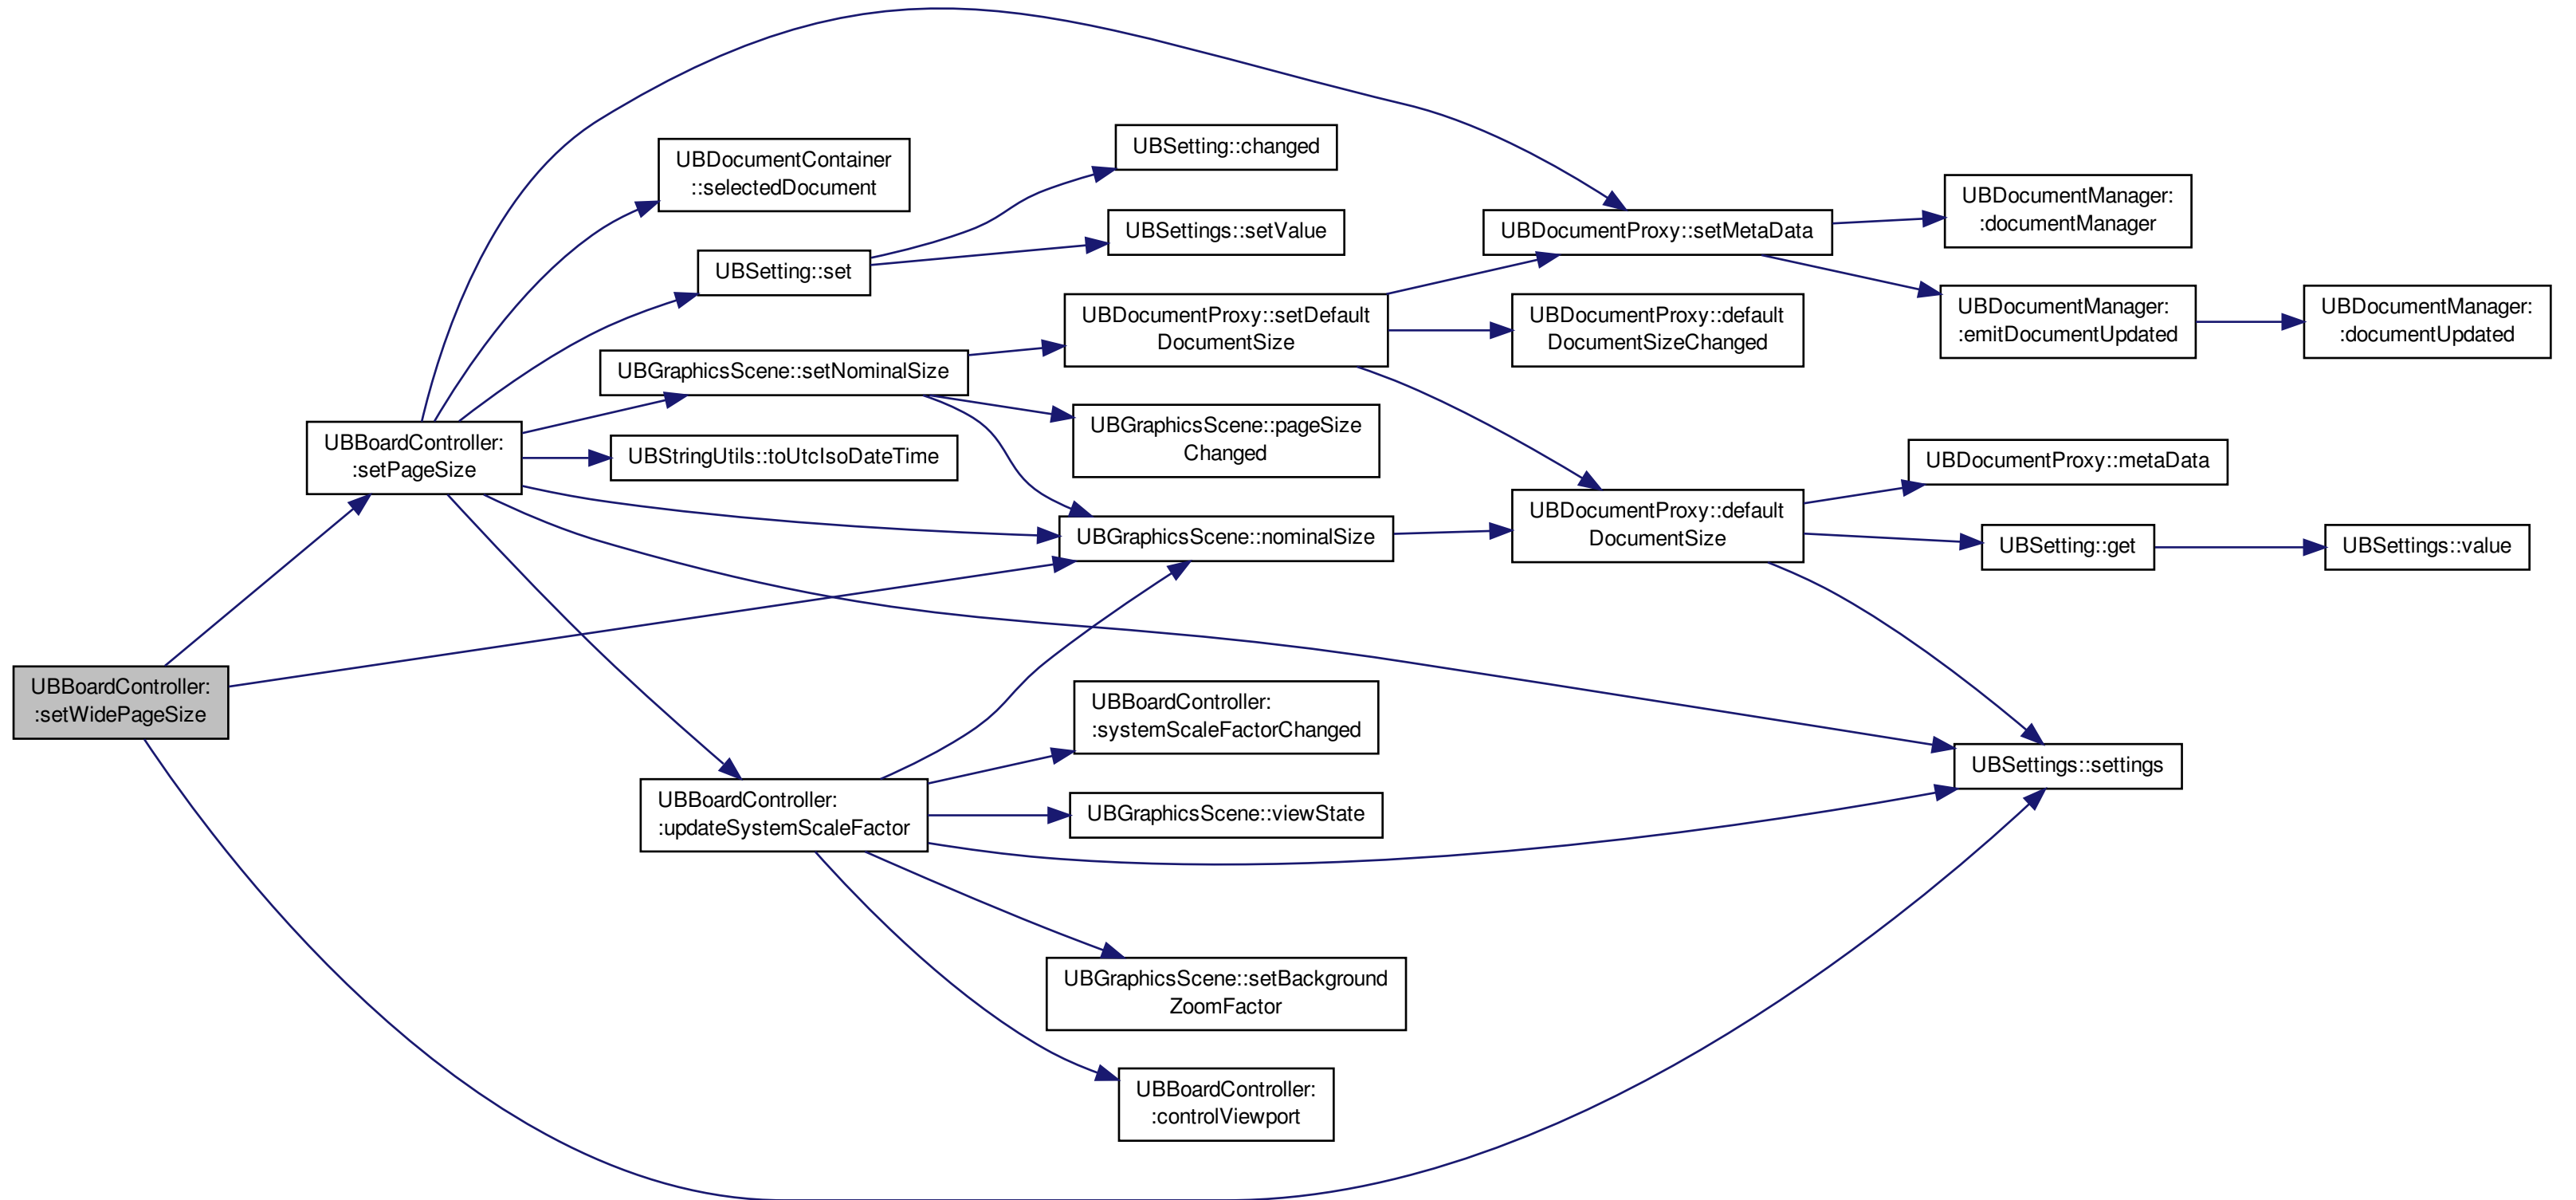 UBBoardController:
:setWidePageSize
UBBoardController:
:setPageSize
UBDocumentContainer
::selectedDocument
UBSetting::set
UBGraphicsScene::setNominalSize
UBStringUtils::toUtcIsoDateTime
UBBoardController:
:updateSystemScaleFactor
UBSetting::changed
UBSettings::setValue
UBDocumentProxy::setDefault
DocumentSize
UBGraphicsScene::pageSize
Changed
UBGraphicsScene::nominalSize
UBBoardController:
:systemScaleFactorChanged
UBGraphicsScene::viewState
UBGraphicsScene::setBackground
ZoomFactor
UBBoardController:
:controlViewport
UBDocumentProxy::setMetaData
UBDocumentProxy::default
DocumentSizeChanged
UBDocumentProxy::default
DocumentSize
UBDocumentManager:
:documentManager
UBDocumentManager:
:emitDocumentUpdated
UBDocumentProxy::metaData
UBSetting::get
UBSettings::settings
UBDocumentManager:
:documentUpdated
UBSettings::value